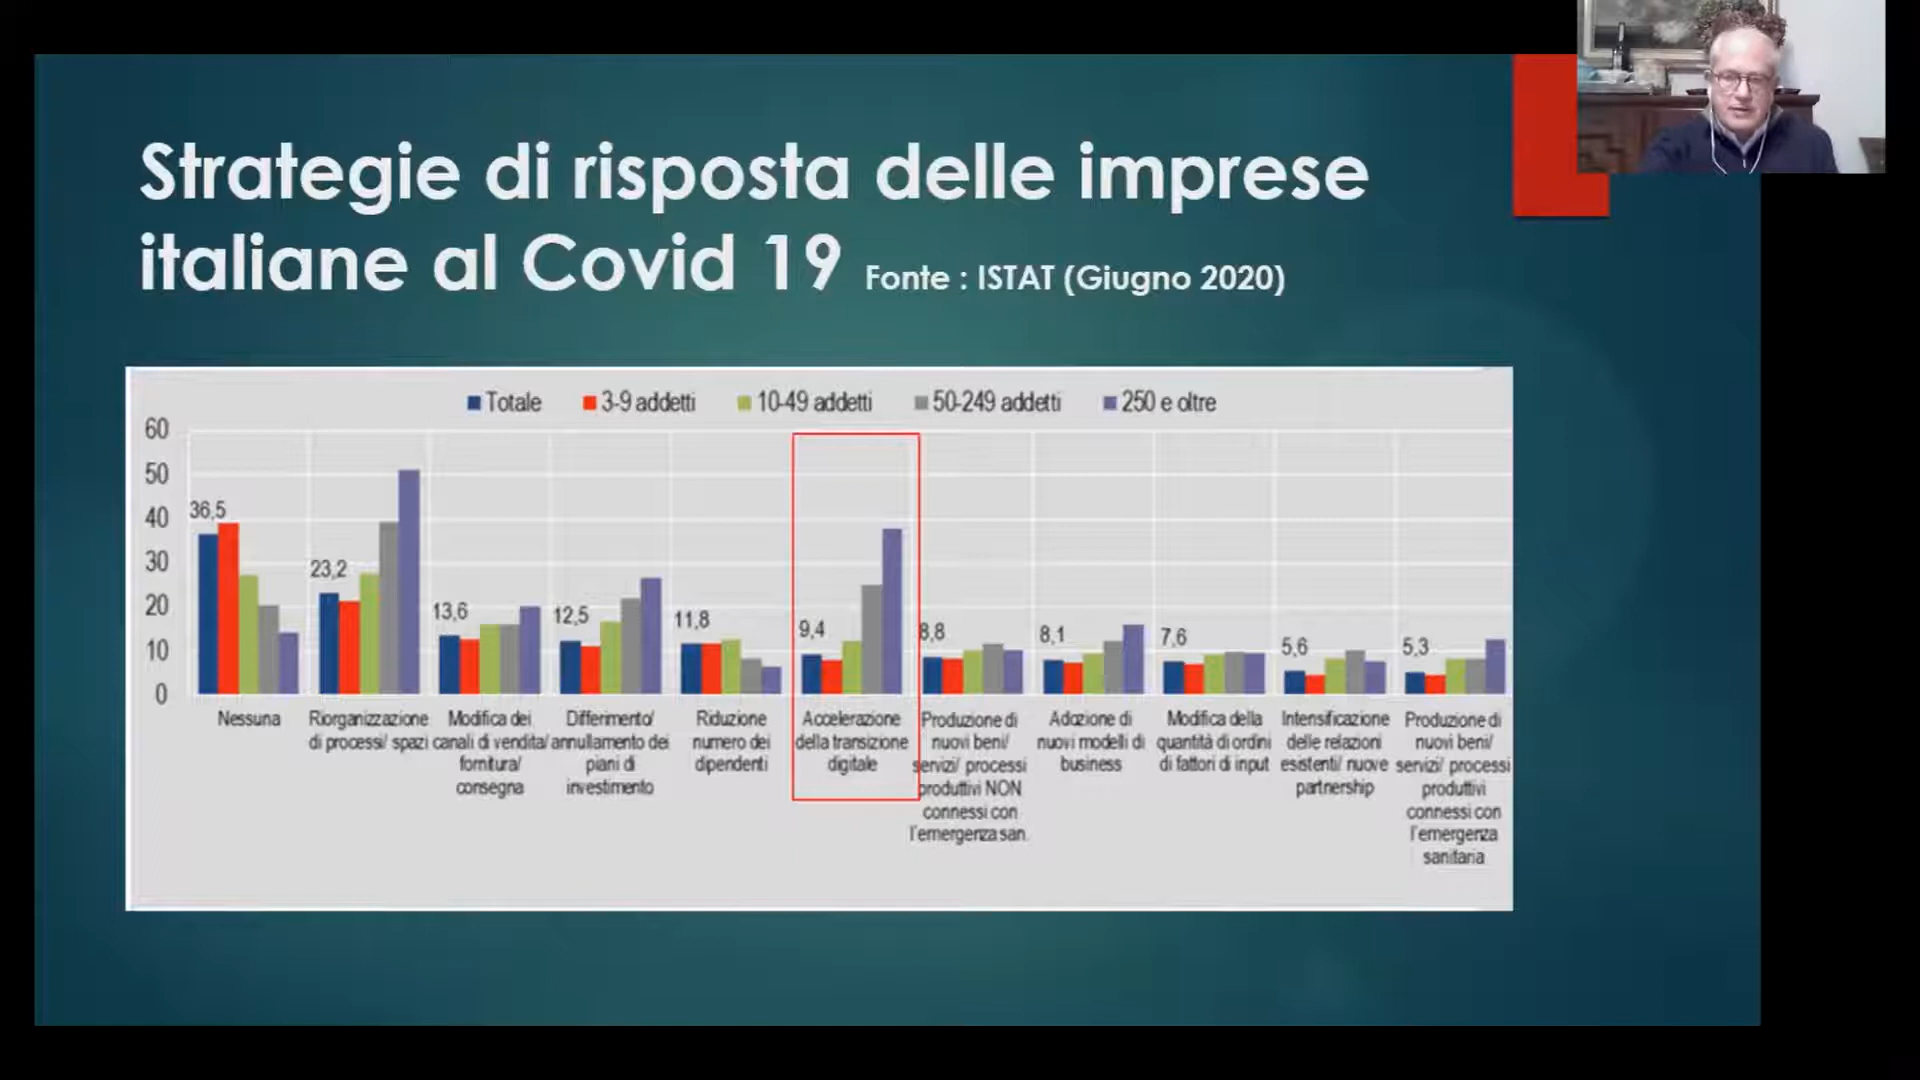 Strategie di risposta delle imprese
italiane al Covid 19 Fonte : ISTAT (Giugno 2020)
Totale 3-9 addetti 10-49 addetti 50-249 addetti 250 e oltre
60
50
40
30
20
10
0
36,5
23,2
13,6
12,5
11,8
9,4
8,8
8,1
7,6
5,6
5,3
Nessuna
Riorganizzazione
di processi/ spazi
Modifica dei
canali di vendita/
fornitura/
consegna
Differimento/
annullamento dei
piani di
investimento
Riduzione
numero dei
dipendenti
Accelerazione
della transizione
digitale
Produzione di
nuovi beni/
servizi/ processi
produttivi NON
connessi con
l'emergenza san.
Adozione di
nuovi modelli di
business
Modifica della
quantità di ordini
di fattori di input
Intensificazione
delle relazioni
esistenti/ nuove
partnership
Produzione di
nuovi beni/
servizi/ processi
produttivi
connessi con
l'emergenza
sanitaria